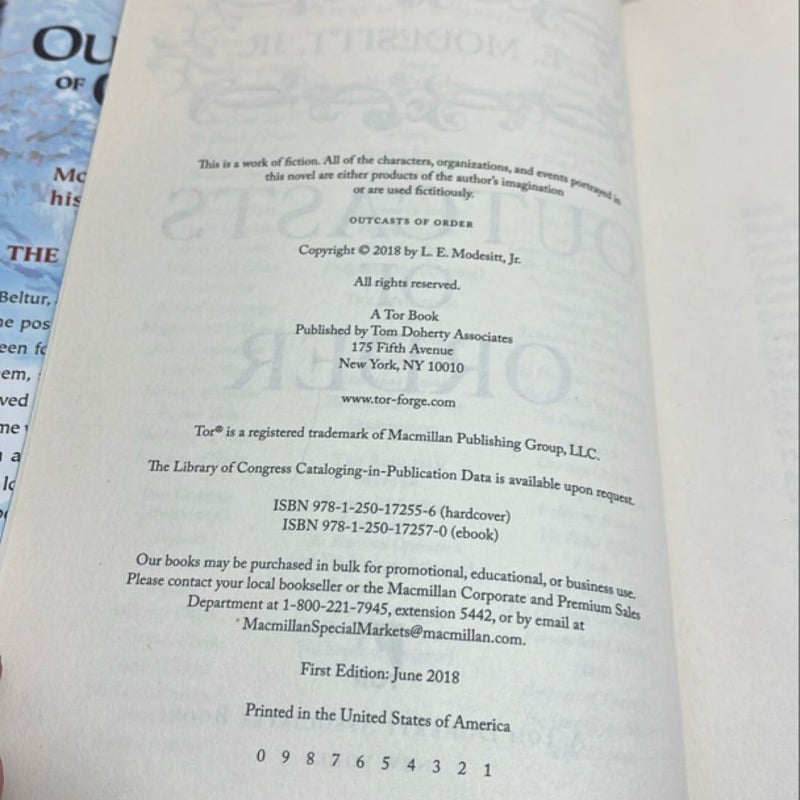 OU
OF
Mo
his
THE
Beltur,
This is a work of fiction. All of the characters, organizations, and events portrayed in
this novel are either products of the author's imagination
or are used fictitiously.
OUTCASTS OF ORDER
Copyright © 2018 by L. E. Modesitt, Jr.
All rights reserved.
A Tor Book
Published by Tom Doherty Associates
175 Fifth Avenue
New York, NY 10010
www.tor-forge.com
Tor® is a registered trademark of Macmillan Publishing Group, LLC.
The Library of Congress Cataloging-in-Publication Data is available upon request.
ISBN 978-1-250-17255-6 (hardcover)
ISBN 978-1-250-17257-0 (ebook)
Our books may be purchased in bulk for promotional, educational, or business use.
Please contact your local bookseller or the Macmillan Corporate and Premium Sales
Department at 1-800-221-7945, extension 5442, or by email at
MacmillanSpecialMarkets@macmillan.com.
First Edition: June 2018
Printed in the United States of America
0 9 8 7 6 5 4 3 2 1